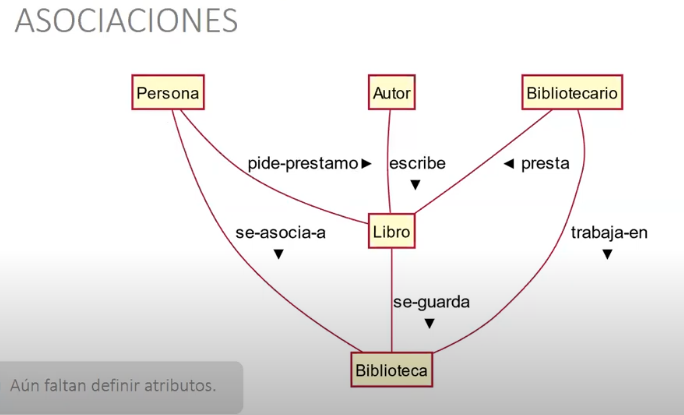 ASOCIACIONES
Persona
Autor
Bibliotecario
pide-prestamo►
escribe
▼
◄ presta
Libro
se-asocia-a
▼
trabaja-en
▼
se-guarda
▼
Biblioteca
Aún faltan definir atributos.